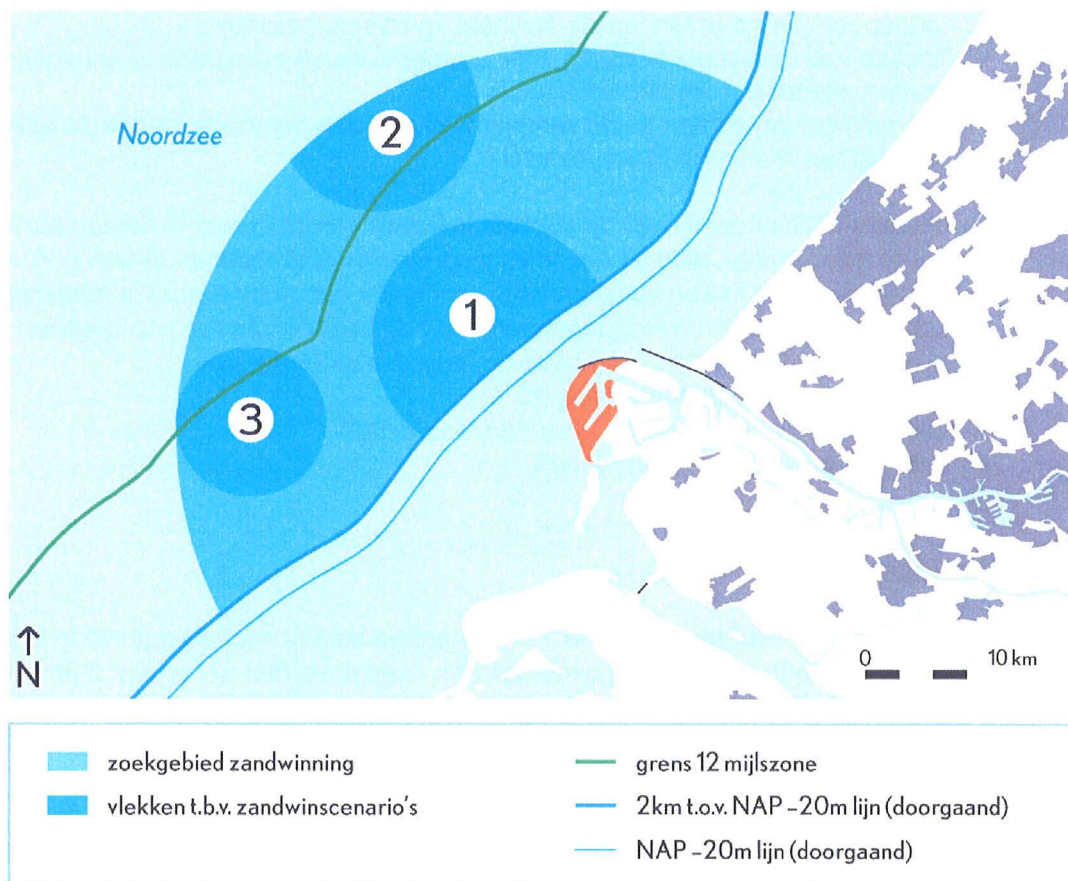 Noordzee
2
1
3
N
0 10 km
zoekgebied zandwinning
vlekken t.b.v. zandwinscenario's
grens 12 mijlszone
2km t.o.v. NAP -20m lijn (doorgaand)
NAP -20m lijn (doorgaand)